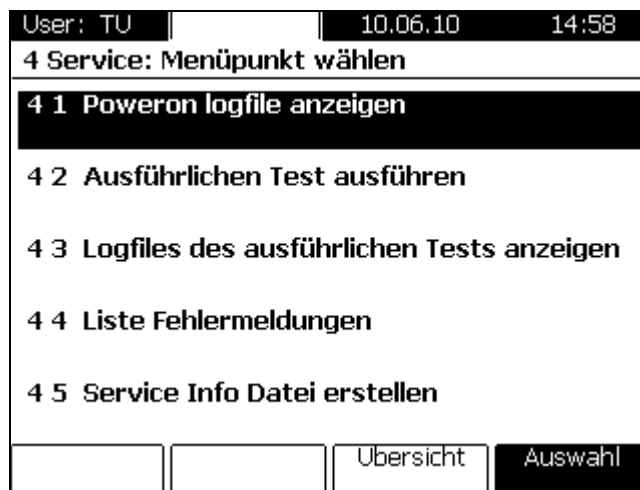 User: TU 10.06.10 14:58
4 Service: Menüpunkt wählen
4 1 Poweron logfile anzeigen
4 2 Ausführlichen Test ausführen
4 3 Logfiles des ausführlichen Tests anzeigen
4 4 Liste Fehlermeldungen
4 5 Service Info Datei erstellen
Übersicht Auswahl